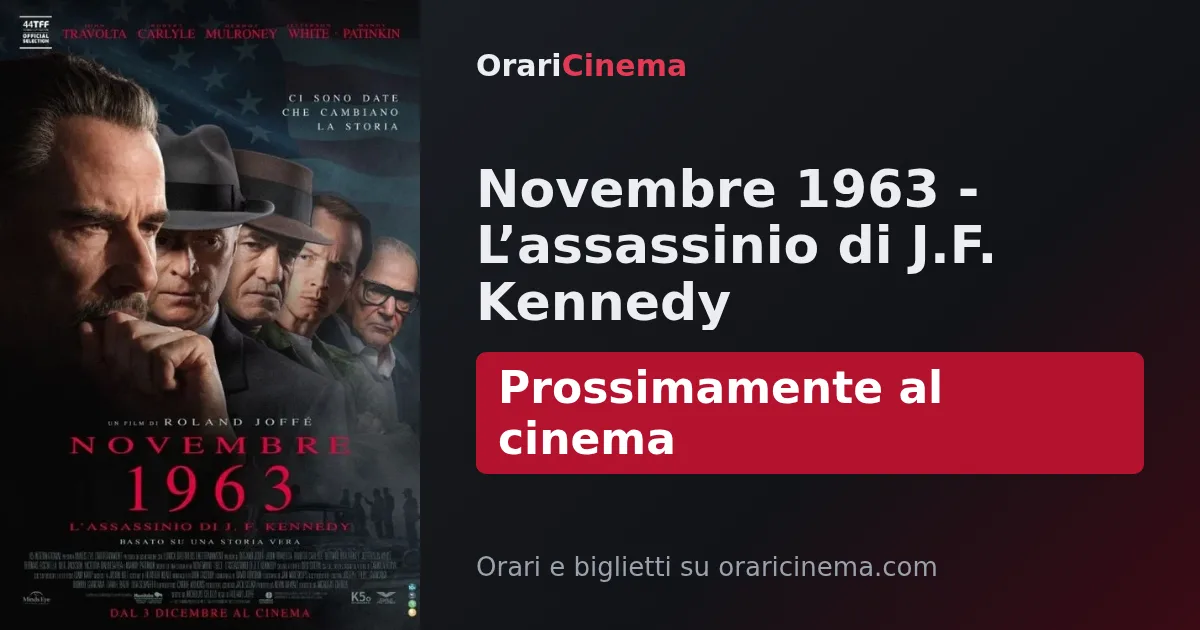 44TFF
OFFICIAL
SELECTION
TRAVOLTA CARLYLE MULRONEY WHITE PATINKIN
CI SONO DATE
CHE CAMBIANO
LA STORIA
UN FILM DI ROLAND JOFFÉ
NOVEMBRE
1963
L'ASSASSINIO DI J. F. KENNEDY
BASATO SU UNA STORIA VERA
K5o
DAL 3 DICEMBRE AL CINEMA
OrariCinema
Novembre 1963 -
L’assassinio di J.F.
Kennedy
Prossimamente al
cinema
Orari e biglietti su oraricinema.com